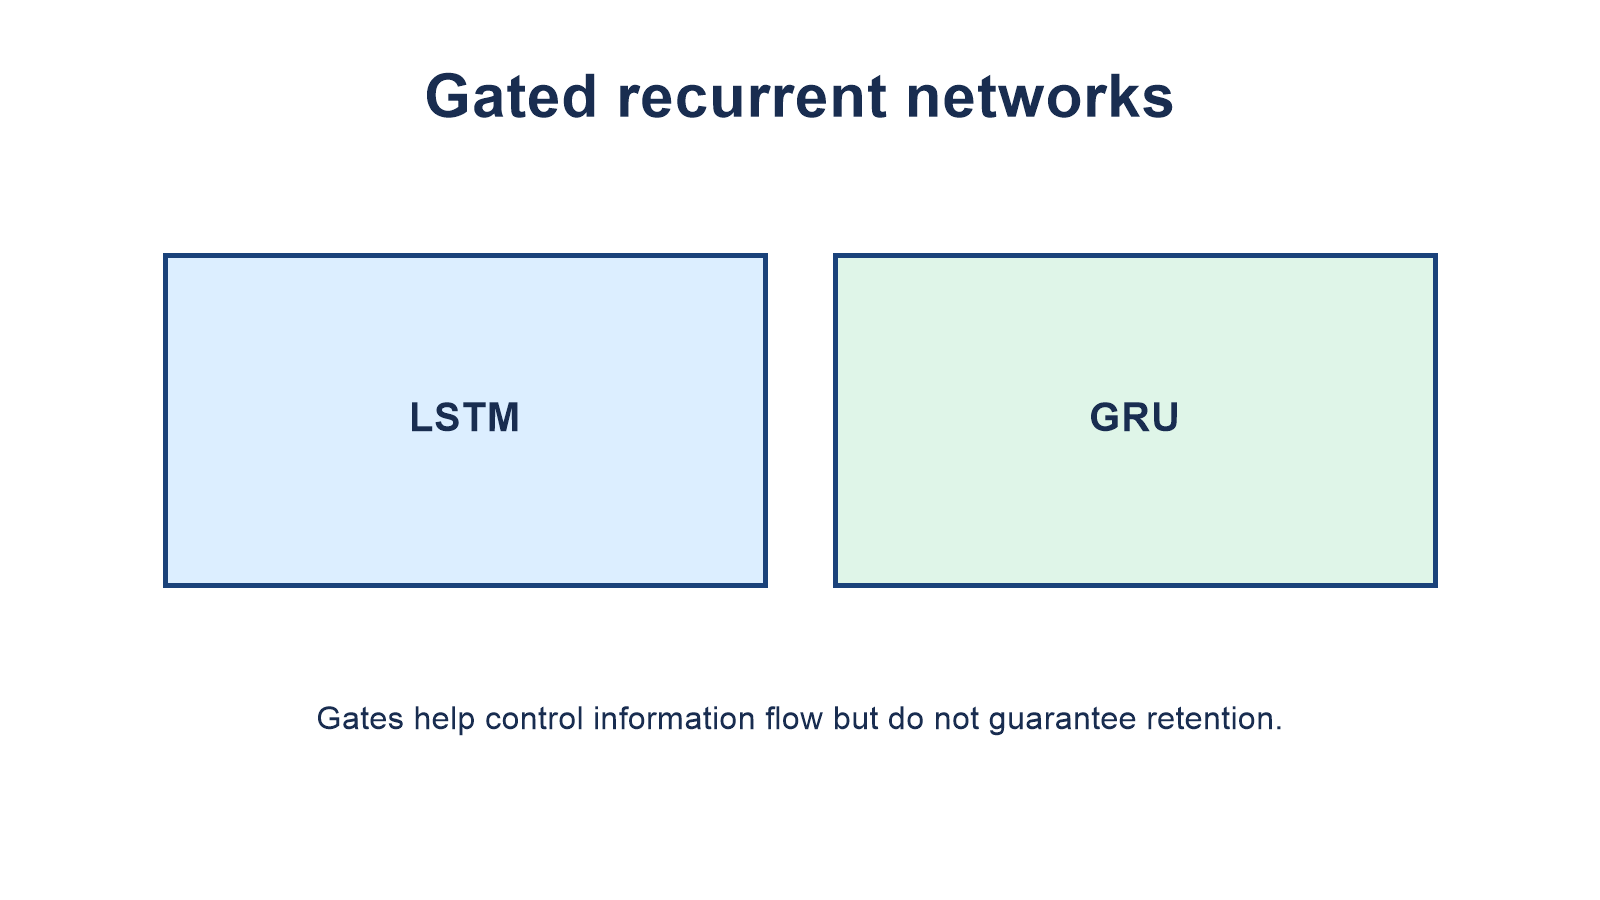 Gated recurrent networks
LSTM
GRU
Gates help control information flow but do not guarantee retention.